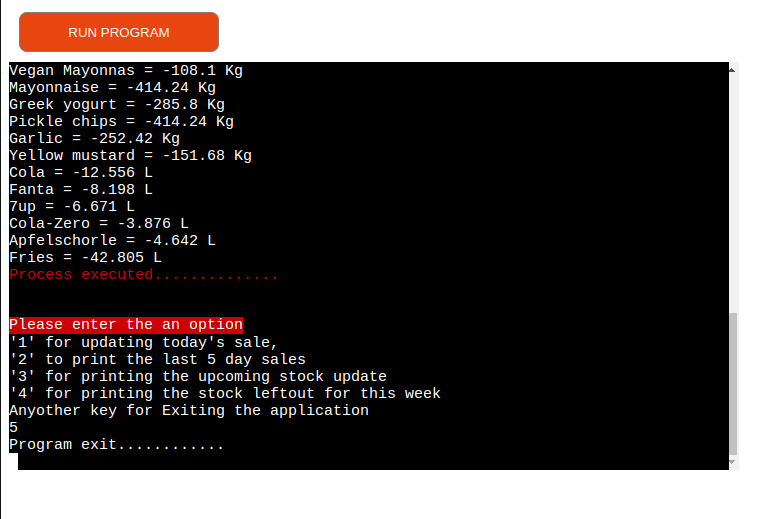 RUN PROGRAM
Vegan Mayonnas = -108.1 Kg
Mayonnaise = -414.24 Kg
Greek yogurt = -285.8 Kg
Pickle chips = -414.24 Kg
Garlic = -252.42 Kg
Yellow mustard = -151.68 Kg
Cola = -12.556 L
Fanta = -8.198 L
7up = -6.671 L
Cola-Zero = -3.876 L
Apfelschorle = -4.642 L
Fries = -42.805 L
Process executed..............
Please enter the an option
'1' for updating today's sale,
'2' to print the last 5 day sales
'3' for printing the upcoming stock update
'4' for printing the stock leftout for this week
Anyother key for Exiting the application
5
Program exit............